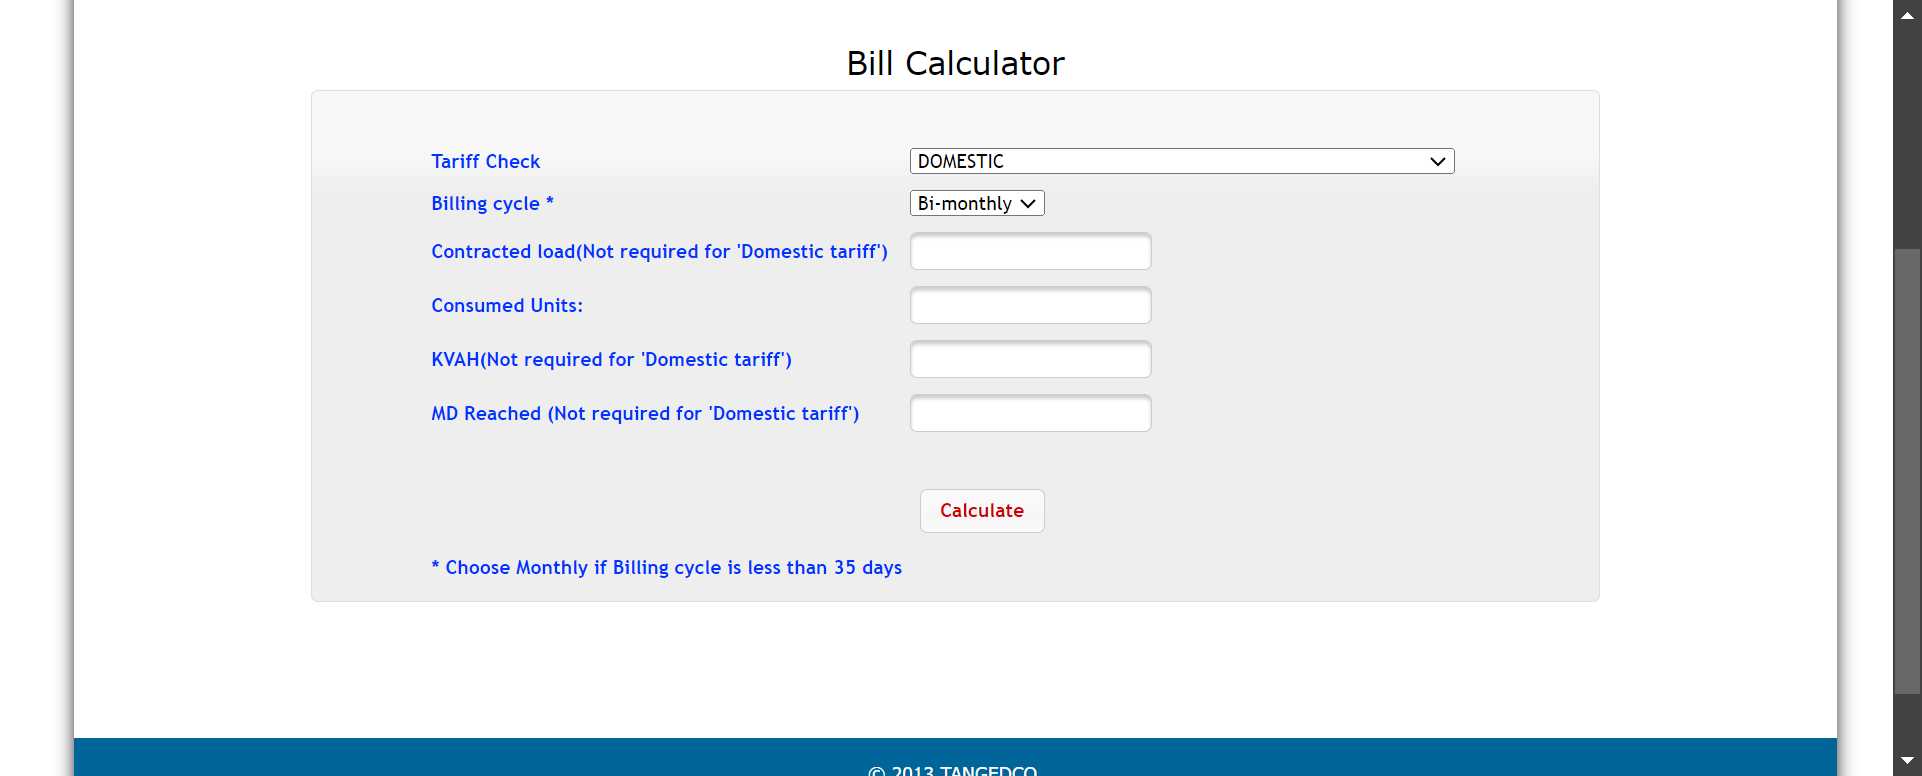 Bill Calculator
Tariff Check DOMESTIC
Billing cycle * Bi-monthly
Contracted load(Not required for 'Domestic tariff')
Consumed Units:
KVAH(Not required for 'Domestic tariff')
MD Reached (Not required for 'Domestic tariff')
Calculate
* Choose Monthly if Billing cycle is less than 35 days
© 2013 TANGEDCO